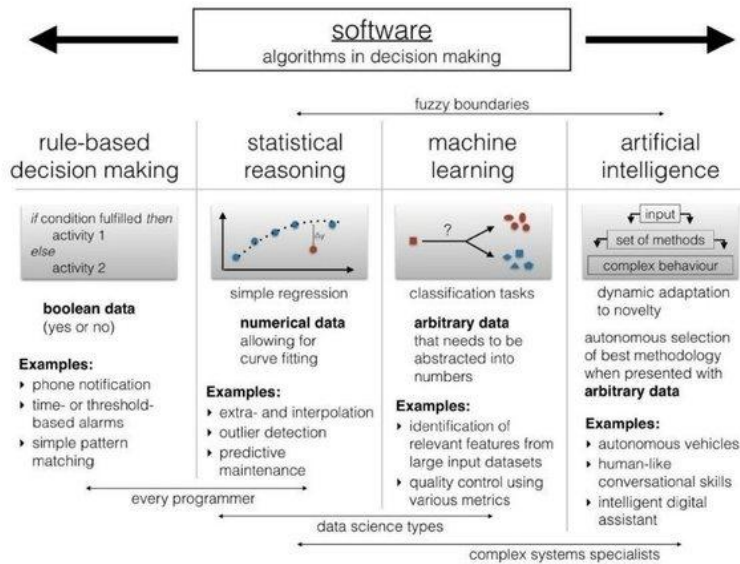 software
algorithms in decision making
fuzzy boundaries
rule-based
decision making
if condition fulfilled then
activity 1
else
activity 2
boolean data
(yes or no)
Examples:
phone notification
time- or threshold-
based alarms
simple pattern
matching
statistical
reasoning
δy
simple regression
numerical data
allowing for
curve fitting
Examples:
extra- and interpolation
outlier detection
predictive
maintenance
machine
learning
?
classification tasks
arbitrary data
that needs to be
abstracted into
numbers
Examples:
identification of
relevant features from
large input datasets
quality control using
various metrics
artificial
intelligence
input
set of methods
complex behaviour
dynamic adaptation
to novelty
autonomous selection
of best methodology
when presented with
arbitrary data
Examples:
autonomous vehicles
human-like
conversational skills
intelligent digital
assistant
every programmer
data science types
complex systems specialists